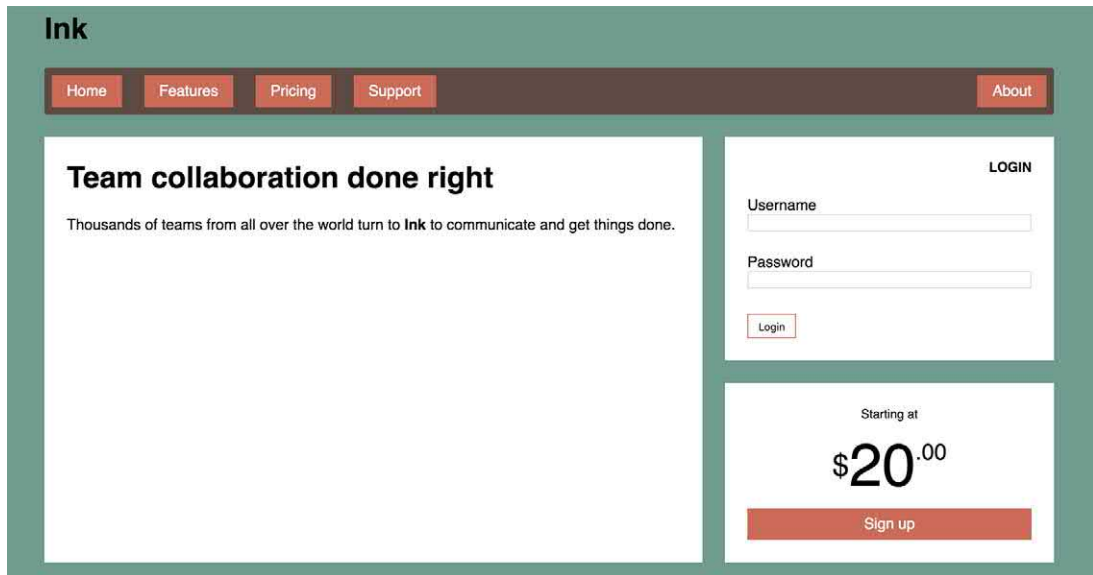 Ink
Home Features Pricing Support About
Team collaboration done right
Thousands of teams from all over the world turn to Ink to communicate and get things done.
LOGIN
Username
Password
Login
Starting at
$20.00
Sign up